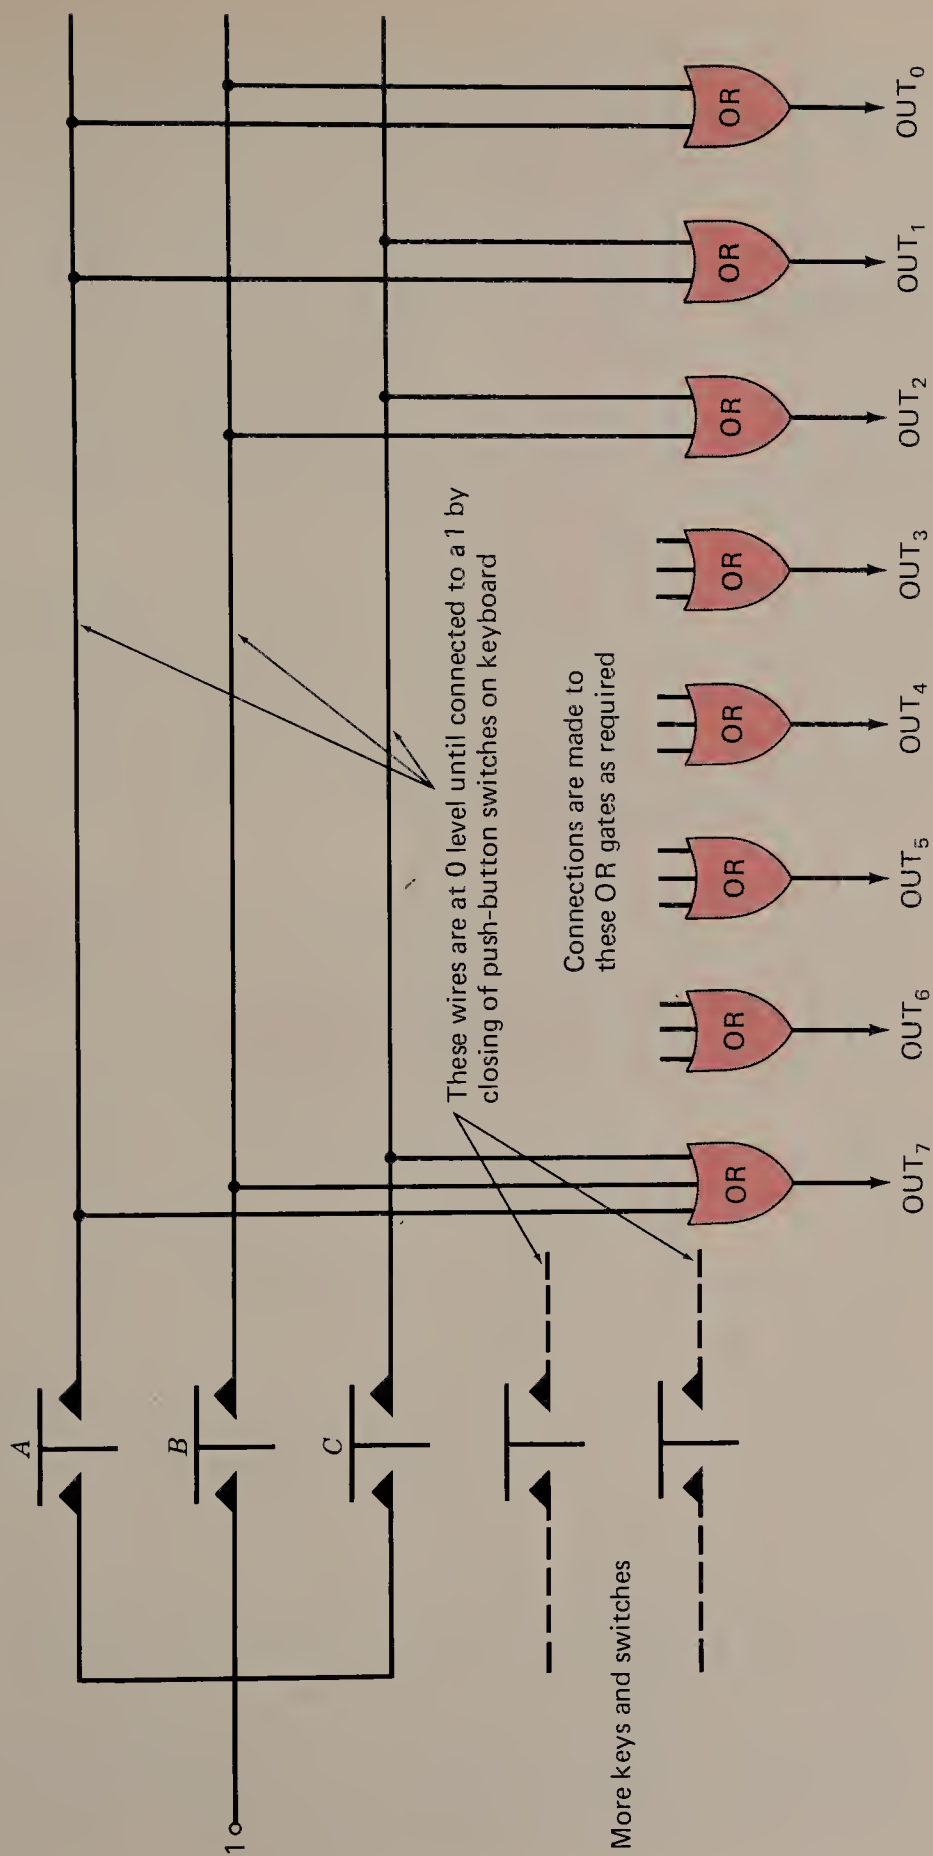 A
B
C
1
These wires are at 0 level until connected to a 1 by
closing of push-button switches on keyboard
More keys and switches
Connections are made to
these OR gates as required
OR
OR
OR
OR
OR
OR
OR
OR
OUT₇
OUT₆
OUT₅
OUT₄
OUT₃
OUT₂
OUT₁
OUT₀